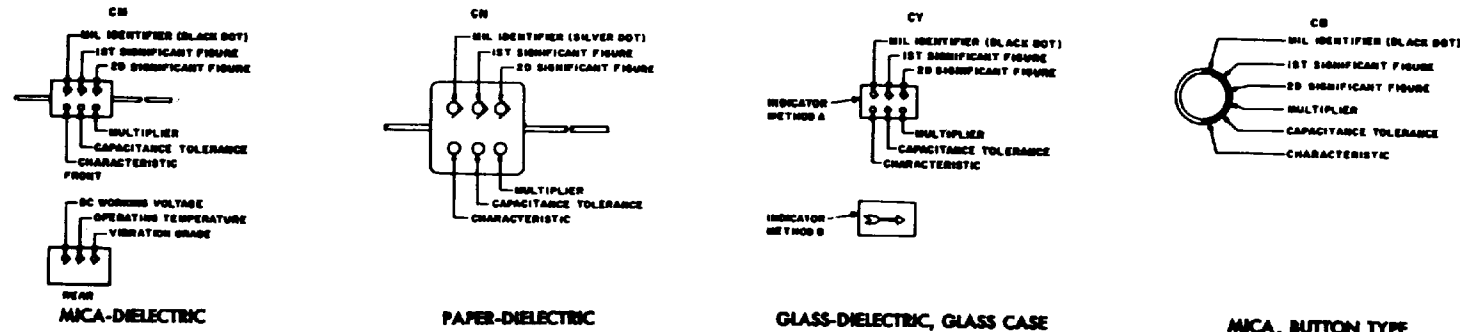 CM
MIL IDENTIFIER (BLACK DOT)
1ST SIGNIFICANT FIGURE
2D SIGNIFICANT FIGURE
MULTIPLIER
CAPACITANCE TOLERANCE
CHARACTERISTIC
FRONT
DC WORKING VOLTAGE
OPERATING TEMPERATURE
VIBRATION GRADE
REAR
MICA-DIELECTRIC
CN
MIL IDENTIFIER (SILVER DOT)
1ST SIGNIFICANT FIGURE
2D SIGNIFICANT FIGURE
MULTIPLIER
CAPACITANCE TOLERANCE
CHARACTERISTIC
PAPER-DIELECTRIC
CY
MIL IDENTIFIER (BLACK DOT)
1ST SIGNIFICANT FIGURE
2D SIGNIFICANT FIGURE
INDICATOR
METHOD A
MULTIPLIER
CAPACITANCE TOLERANCE
CHARACTERISTIC
INDICATOR
METHOD B
GLASS-DIELECTRIC, GLASS CASE
CB
MIL IDENTIFIER (BLACK DOT)
1ST SIGNIFICANT FIGURE
2D SIGNIFICANT FIGURE
MULTIPLIER
CAPACITANCE TOLERANCE
CHARACTERISTIC
MICA, BUTTON TYPE